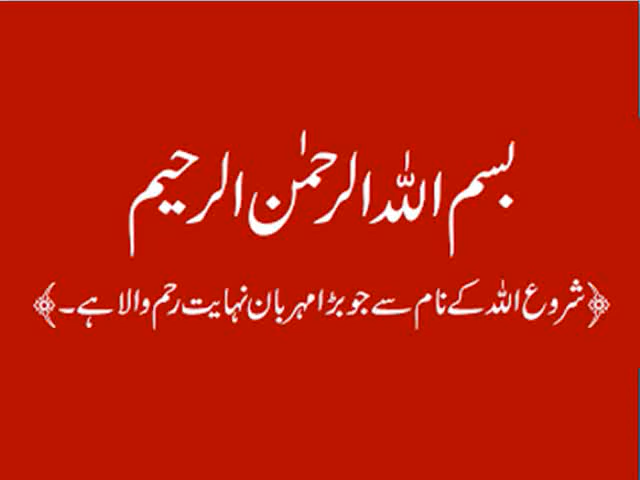 بسم اللہ الرحمٰن الرحیم
﴿شروع اللہ کے نام سے جو بڑا مہربان نہایت رحم والا ہے۔﴾